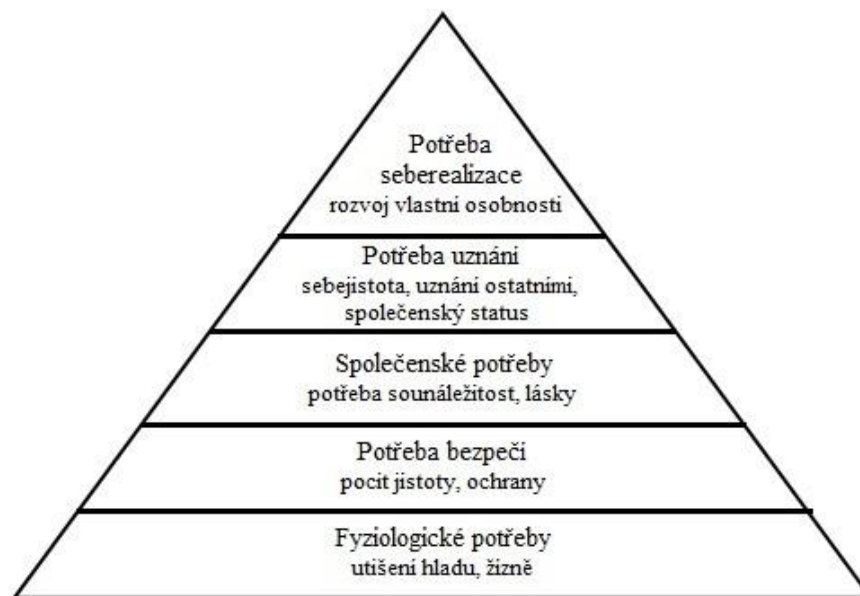 Potřeba
seberealizace
rozvoj vlastní osobnosti
Potřeba uznání
sebejistota, uznání ostatními,
společenský status
Společenské potřeby
potřeba sounáležitost, lásky
Potřeba bezpečí
pocit jistoty, ochrany
Fyziologické potřeby
utišení hladu, žízně